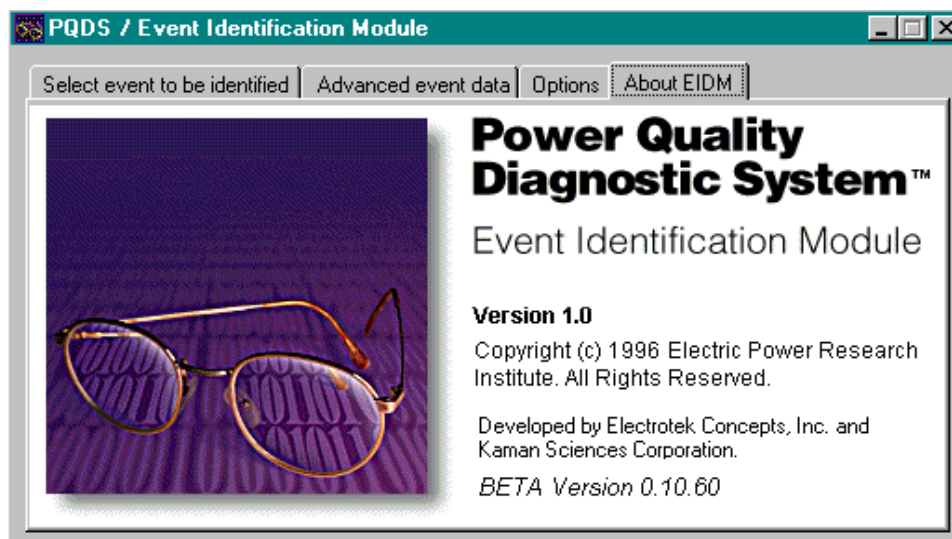 PQDS / Event Identification Module
Select event to be identified
Advanced event data
Options
About EIDM
Power Quality
Diagnostic System™
Event Identification Module
Version 1.0
Copyright (c) 1996 Electric Power Research
Institute. All Rights Reserved.
Developed by Electrotek Concepts, Inc. and
Kaman Sciences Corporation.
BETA Version 0.10.60